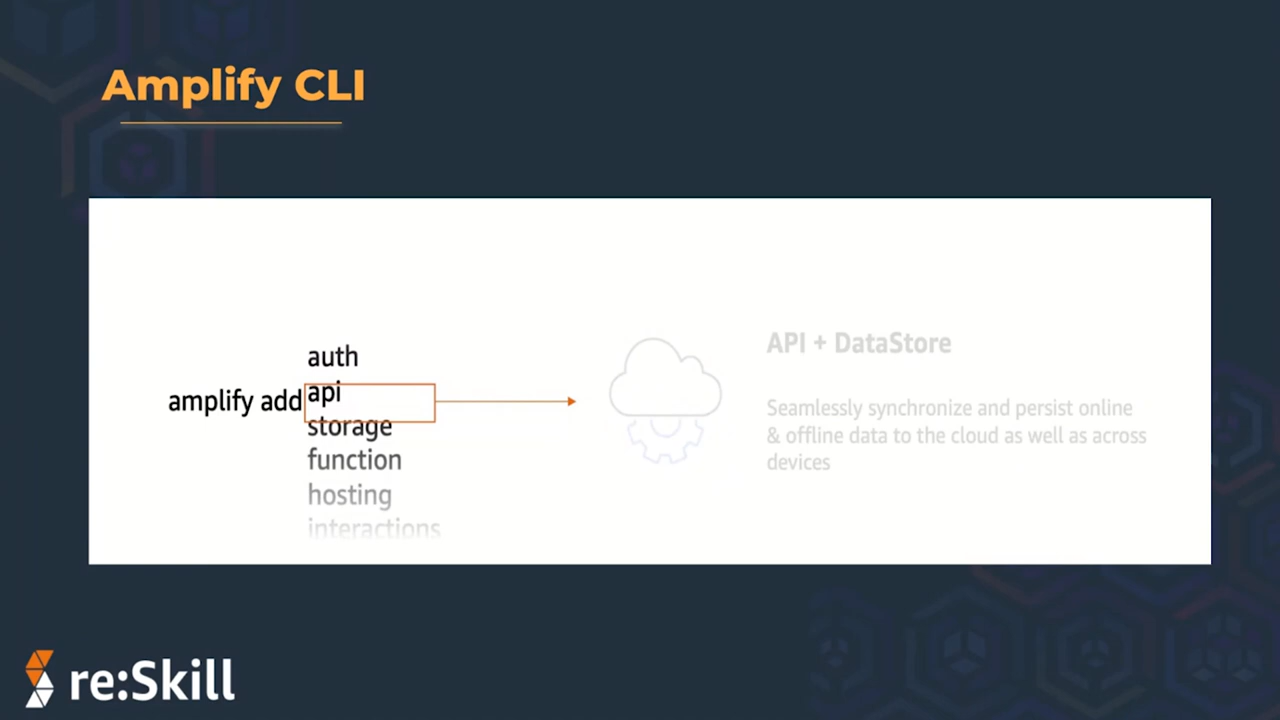 Amplify CLI
auth
amplify add api
storage
function
hosting
interactions
API + DataStore
Seamlessly synchronize and persist online
& offline data to the cloud as well as across
devices
re:Skill